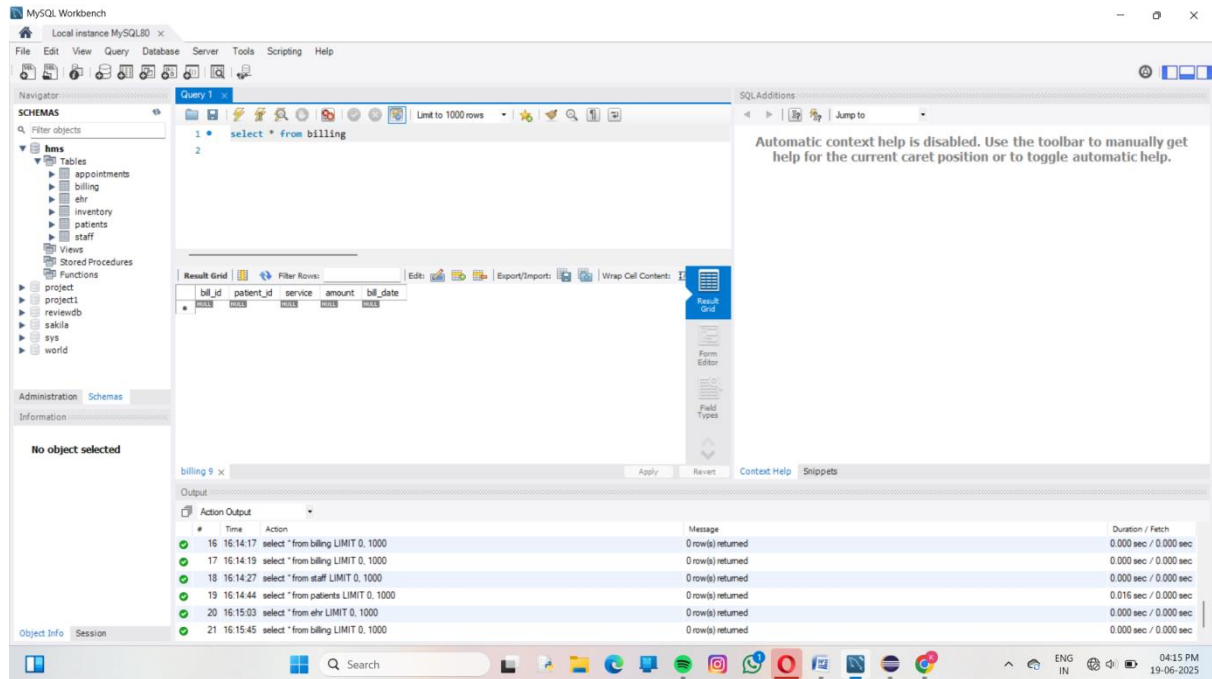 MySQL Workbench
Local instance MySQL80 ×
File Edit View Query Database Server Tools Scripting Help
Navigator
SCHEMAS
Filter objects
hms
Tables
appointments
billing
ehr
inventory
patients
staff
Views
Stored Procedures
Functions
project
project1
reviewdb
sakila
sys
world
Administration Schemas
Information
No object selected
Object Info Session
Query 1 ×
Limit to 1000 rows
1 select * from billing
2
Result Grid Filter Rows: Edit: Export/Import: Wrap Cell Content:
bill_id patient_id service amount bill_date
NULL NULL NULL NULL NULL
Result Grid
Form Editor
Field Types
billing 9 ×
Apply Revert
SQLAdditions
Jump to
Automatic context help is disabled. Use the toolbar to manually get
help for the current caret position or to toggle automatic help.
Context Help Snippets
Output
Action Output
# Time Action Message Duration / Fetch
16 16:14:17 select * from billing LIMIT 0, 1000 0 row(s) returned 0.000 sec / 0.000 sec
17 16:14:19 select * from billing LIMIT 0, 1000 0 row(s) returned 0.000 sec / 0.000 sec
18 16:14:27 select * from staff LIMIT 0, 1000 0 row(s) returned 0.000 sec / 0.000 sec
19 16:14:44 select * from patients LIMIT 0, 1000 0 row(s) returned 0.016 sec / 0.000 sec
20 16:15:03 select * from ehr LIMIT 0, 1000 0 row(s) returned 0.000 sec / 0.000 sec
21 16:15:45 select * from billing LIMIT 0, 1000 0 row(s) returned 0.000 sec / 0.000 sec
Search
ENG
IN
04:15 PM
19-06-2025